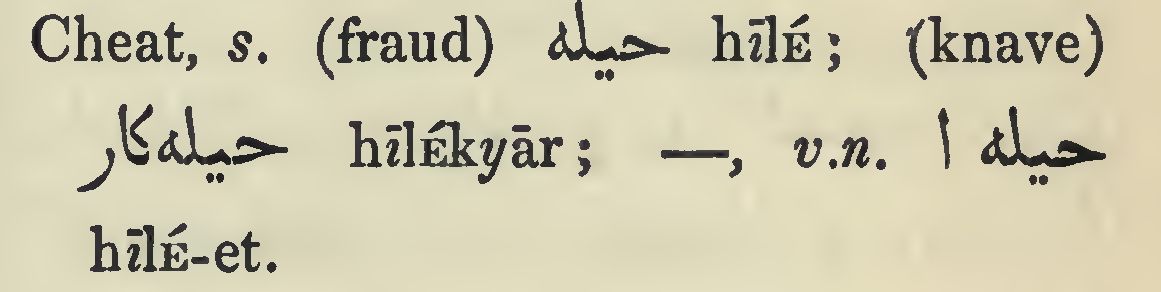 Cheat, s. (fraud) حيله hīlÉ; (knave)
حيله‌كار hīlÉkyār; —, v.n. حيله ا
hīlÉ-et.